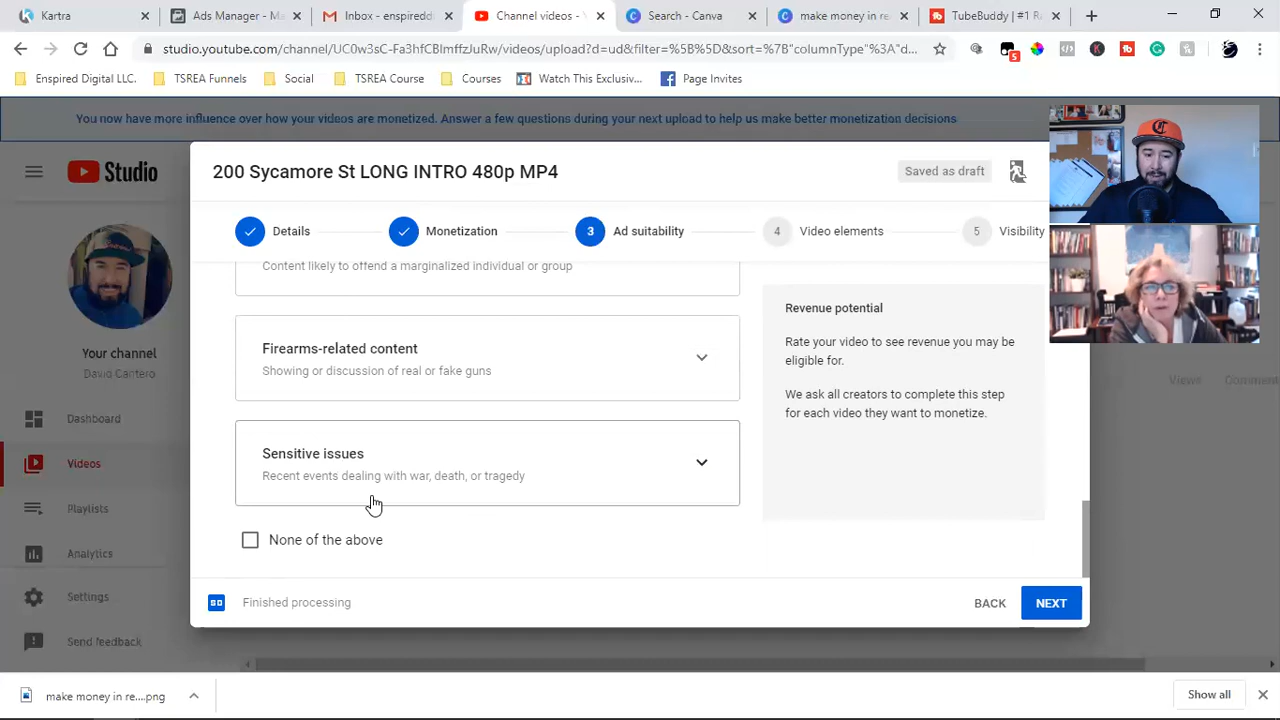 Kartra
Ads Manager - Ma
Inbox - enspireddi
Channel videos -
Search - Canva
make money in re
TubeBuddy | #1 R
studio.youtube.com/channel/UC0w3sC-Fa3hfCBImffzJuRw/videos/upload?d=ud&filter=%5B%5D&sort=%7B"columnType"%3A"d...
5
Enspired Digital LLC.
TSREA Funnels
Social
TSREA Course
Courses
Watch This Exclusiv...
Page Invites
You now have more influence over how your videos are monetized. Answer a few questions during your next upload to help us make better monetization decisions
Studio
200 Sycamore St LONG INTRO 480p MP4
Saved as draft
Details
Monetization
3
Ad suitability
4
Video elements
5
Visibility
Content likely to offend a marginalized individual or group
Revenue potential
Rate your video to see revenue you may be
eligible for.
We ask all creators to complete this step
for each video they want to monetize.
Firearms-related content
Showing or discussion of real or fake guns
Sensitive issues
Recent events dealing with war, death, or tragedy
None of the above
SD
Finished processing
BACK
NEXT
Your channel
David Cantero
Dashboard
Videos
Playlists
Analytics
Settings
Send feedback
Views
Comment
make money in re....png
Show all